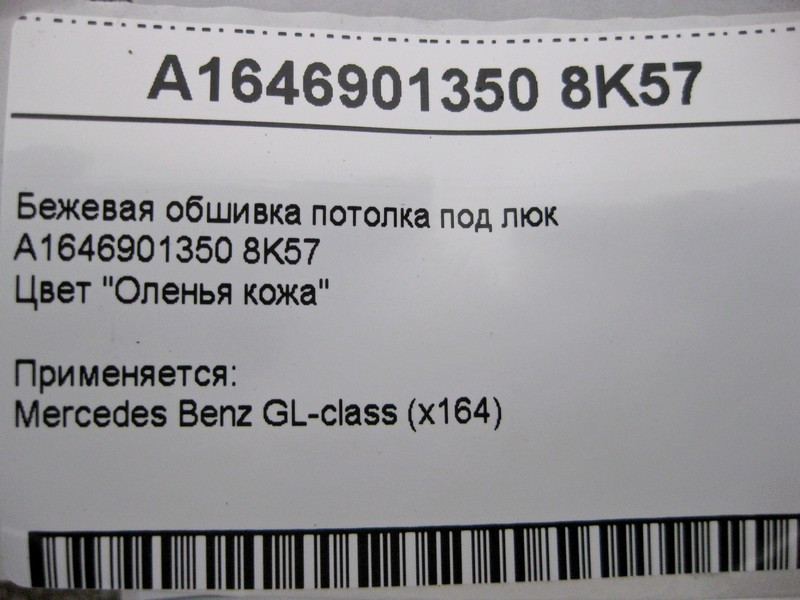 A1646901350 8K57
Бежевая обшивка потолка под люк
A1646901350 8K57
Цвет "Оленья кожа"
Применяется:
Mercedes Benz GL-class (x164)